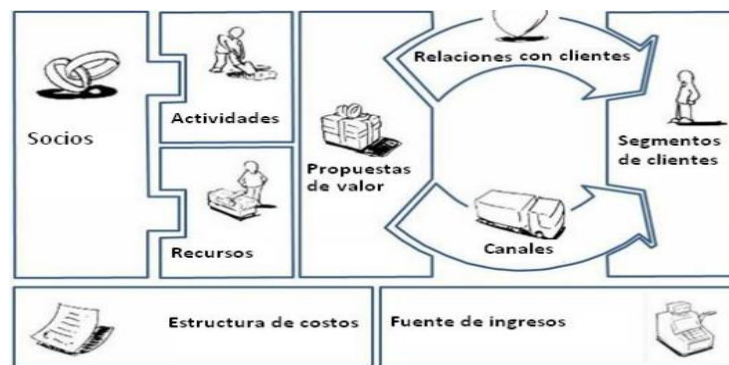 Socios
Actividades
Recursos
Propuestas
de valor
Relaciones con clientes
Canales
Segmentos
de clientes
Estructura de costos
Fuente de ingresos